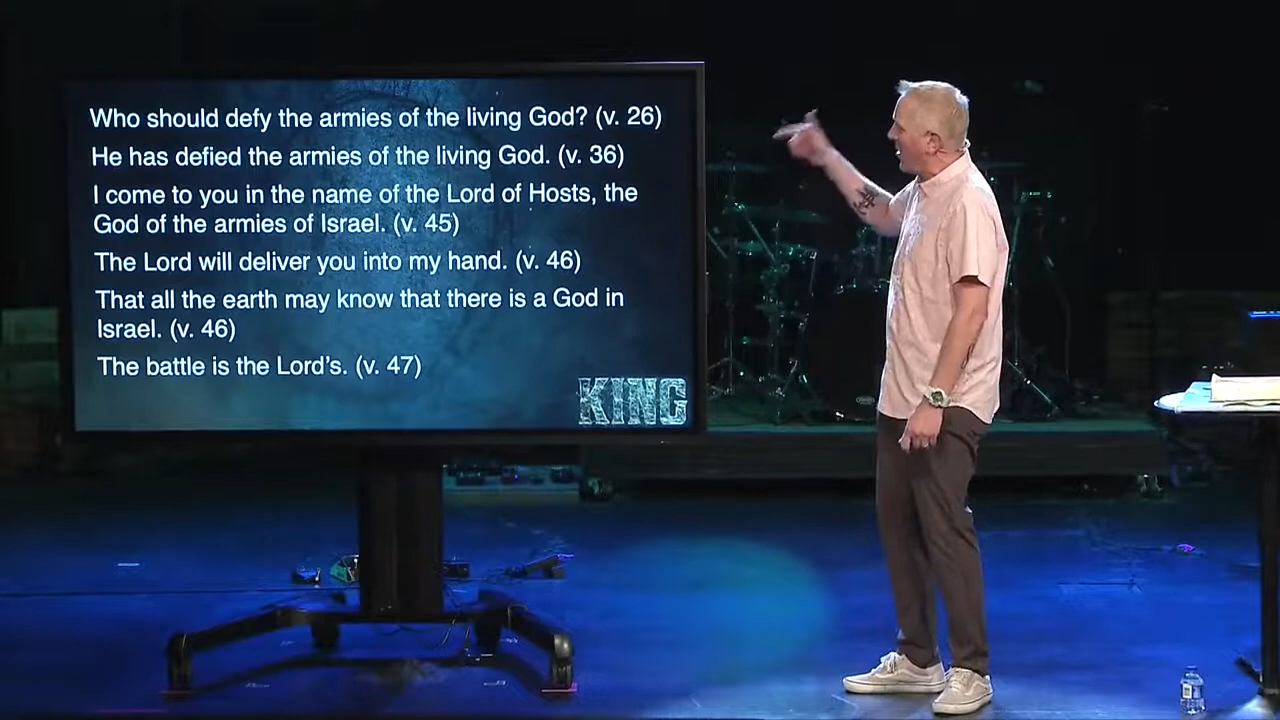 Who should defy the armies of the living God? (v. 26)
He has defied the armies of the living God. (v. 36)
I come to you in the name of the Lord of Hosts, the
God of the armies of Israel. (v. 45)
The Lord will deliver you into my hand. (v. 46)
That all the earth may know that there is a God in
Israel. (v. 46)
The battle is the Lord's. (v. 47)
KING